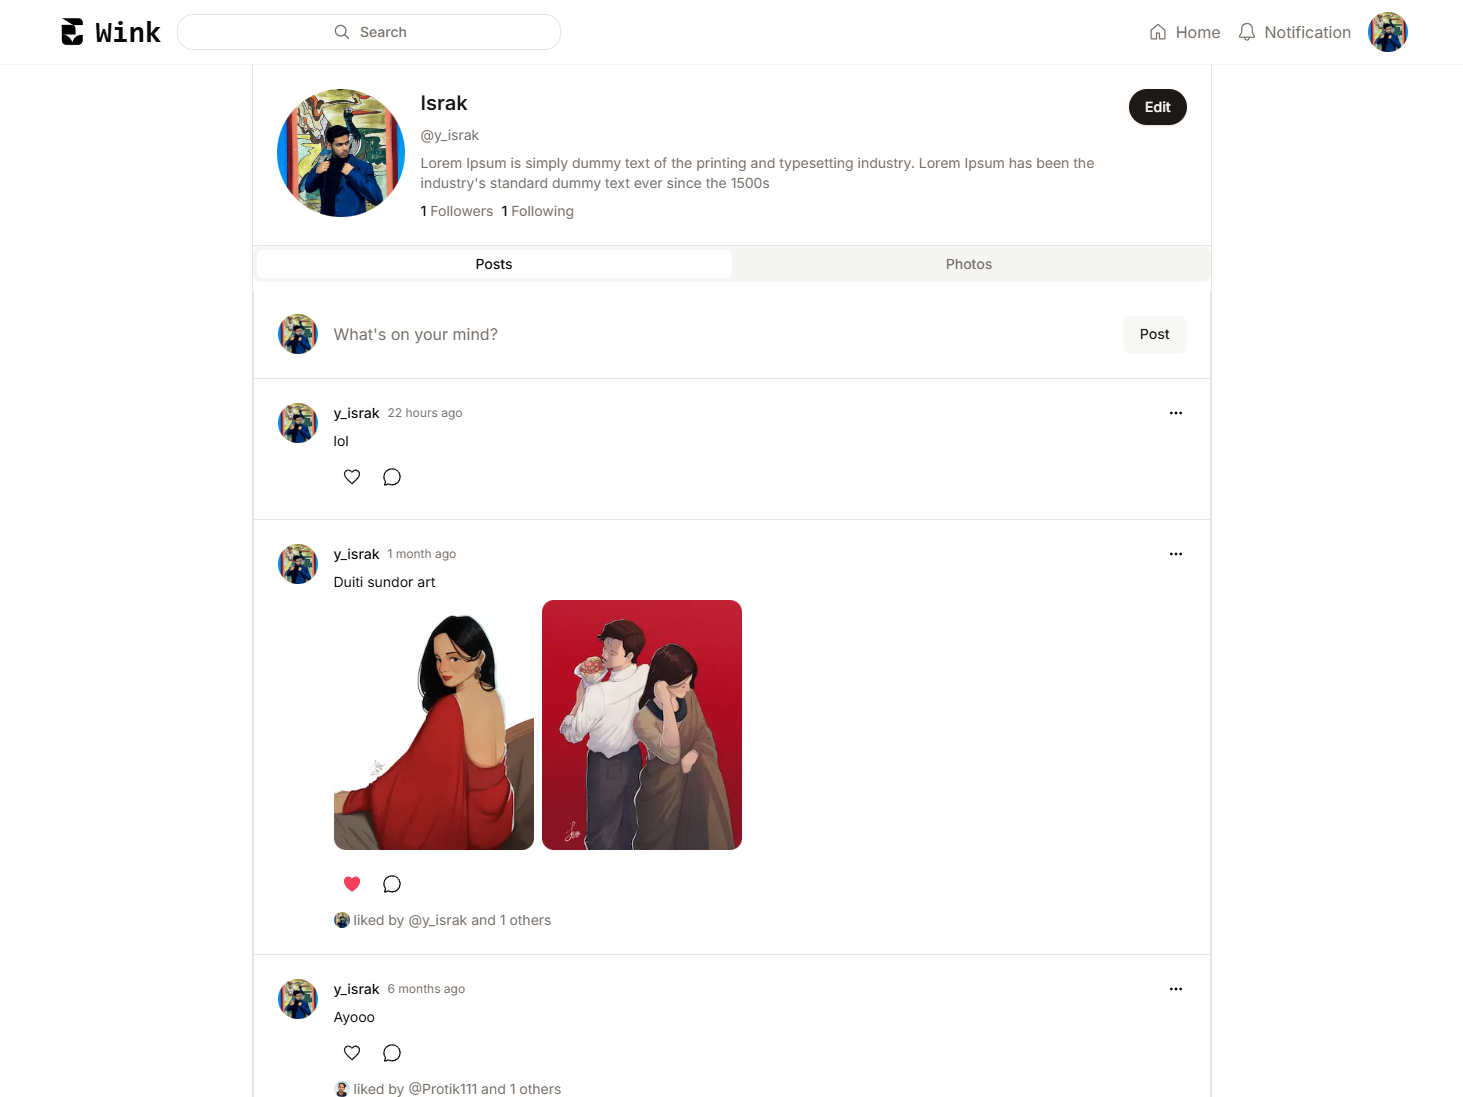 Wink
Search
Home
Notification
Israk
Edit
@y_israk
Lorem Ipsum is simply dummy text of the printing and typesetting industry. Lorem Ipsum has been the
industry's standard dummy text ever since the 1500s
1 Followers 1 Following
Posts
Photos
What's on your mind?
Post
y_israk 22 hours ago
lol
y_israk 1 month ago
Duiti sundor art
liked by @y_israk and 1 others
y_israk 6 months ago
Ayooo
liked by @Protik111 and 1 others